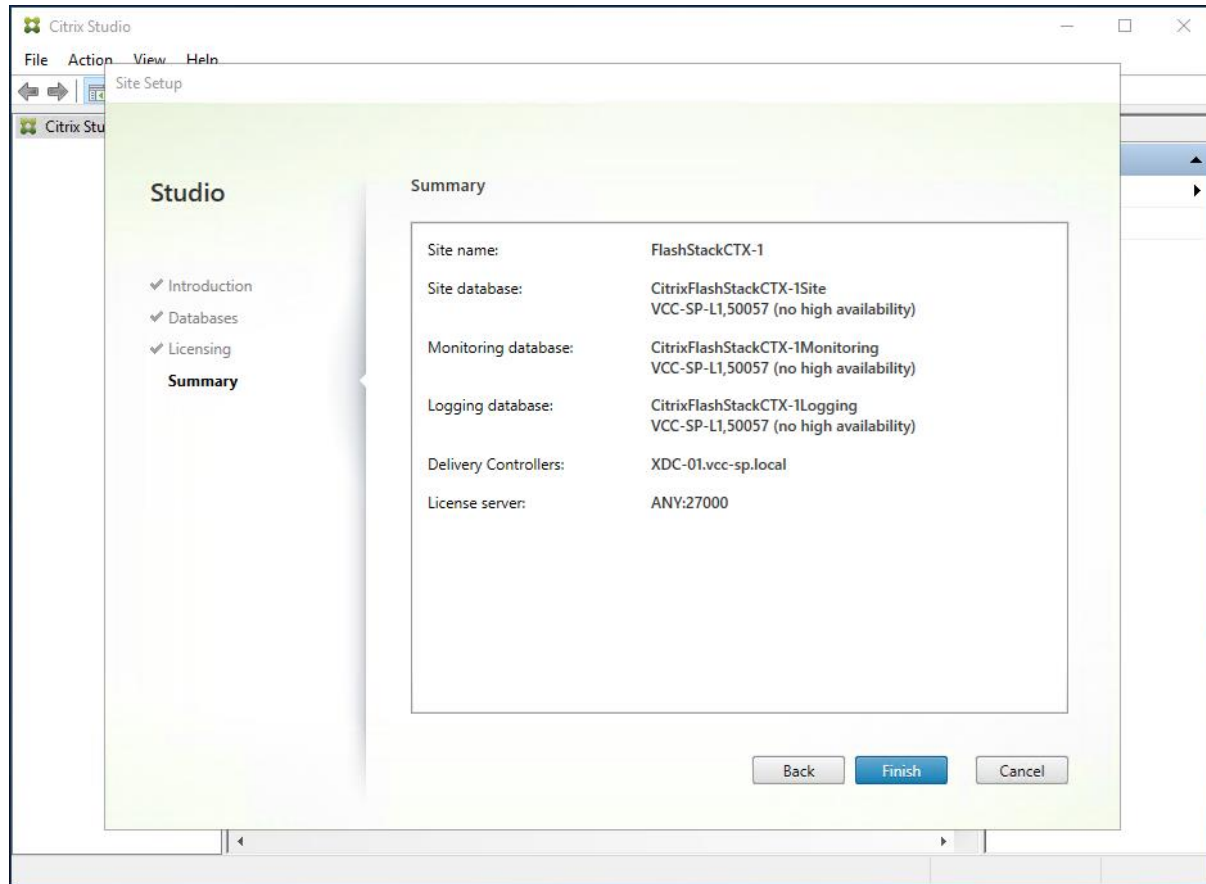 Citrix Studio
File Action View Help
Site Setup
Citrix Stu
Studio
Introduction
Databases
Licensing
Summary
Summary
Site name: FlashStackCTX-1
Site database: CitrixFlashStackCTX-1Site
VCC-SP-L1,50057 (no high availability)
Monitoring database: CitrixFlashStackCTX-1Monitoring
VCC-SP-L1,50057 (no high availability)
Logging database: CitrixFlashStackCTX-1Logging
VCC-SP-L1,50057 (no high availability)
Delivery Controllers: XDC-01.vcc-sp.local
License server: ANY:27000
Back Finish Cancel